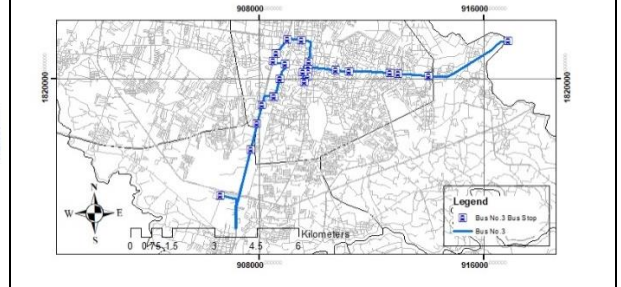 908000 916000
1820000 1820000
N
W E
S
Legend
Bus No.3 Bus Stop
Bus No.3
Kilometers
0 0.75 1.5 3 4.5 6
908000 916000